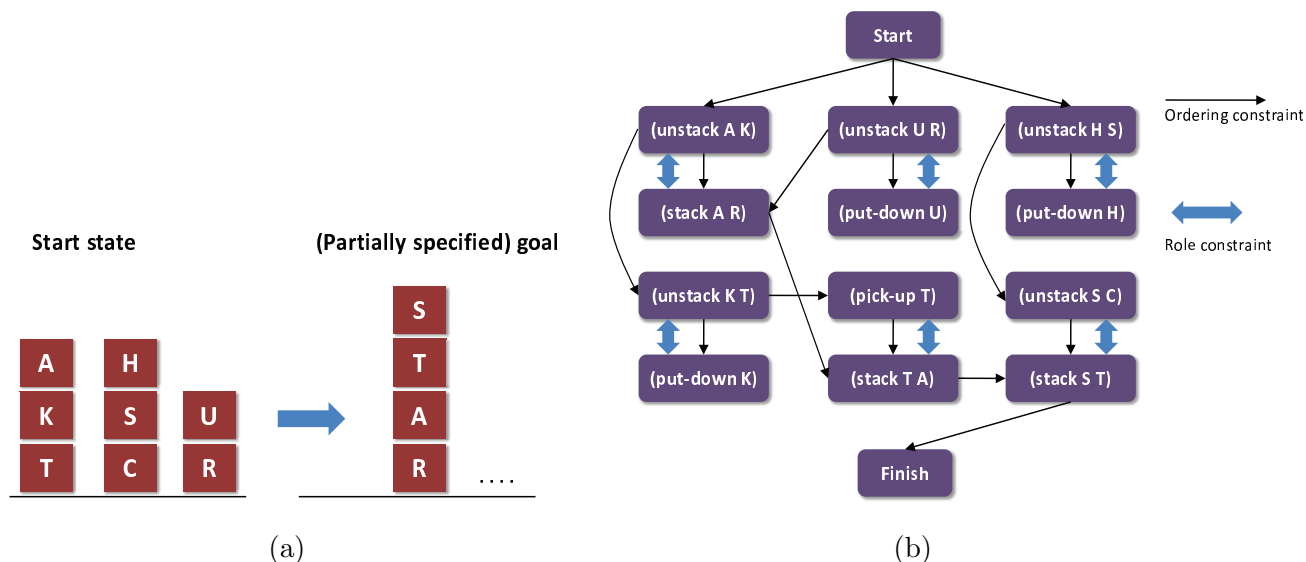 Start state
(Partially specified) goal
A
H
K
S
U
T
C
R
S
T
A
R
....
(a)
Start
(unstack A K)
(unstack U R)
(unstack H S)
(stack A R)
(put-down U)
(put-down H)
(unstack K T)
(pick-up T)
(unstack S C)
(put-down K)
(stack T A)
(stack S T)
Finish
Ordering constraint
Role constraint
(b)